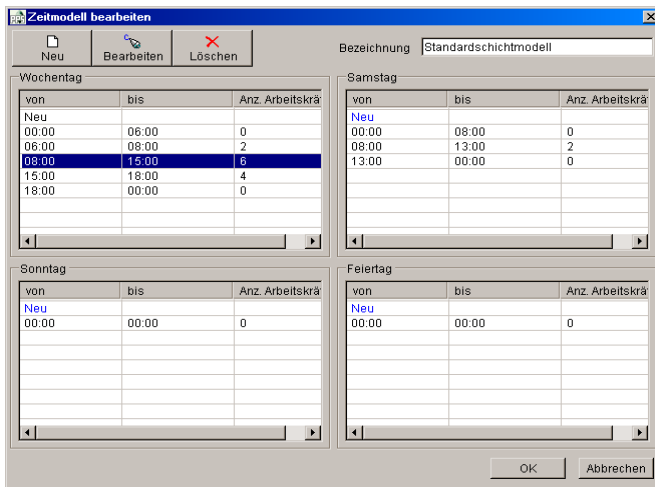 PPS Zeitmodell bearbeiten
Neu Bearbeiten Löschen
Bezeichnung Standardschichtmodell
Wochentag
von bis Anz. Arbeitskrä
Neu
00:00 06:00 0
06:00 08:00 2
08:00 15:00 6
15:00 18:00 4
18:00 00:00 0
Samstag
von bis Anz. Arbeitskrä
Neu
00:00 08:00 0
08:00 13:00 2
13:00 00:00 0
Sonntag
von bis Anz. Arbeitskrä
Neu
00:00 00:00 0
Feiertag
von bis Anz. Arbeitskrä
Neu
00:00 00:00 0
OK Abbrechen